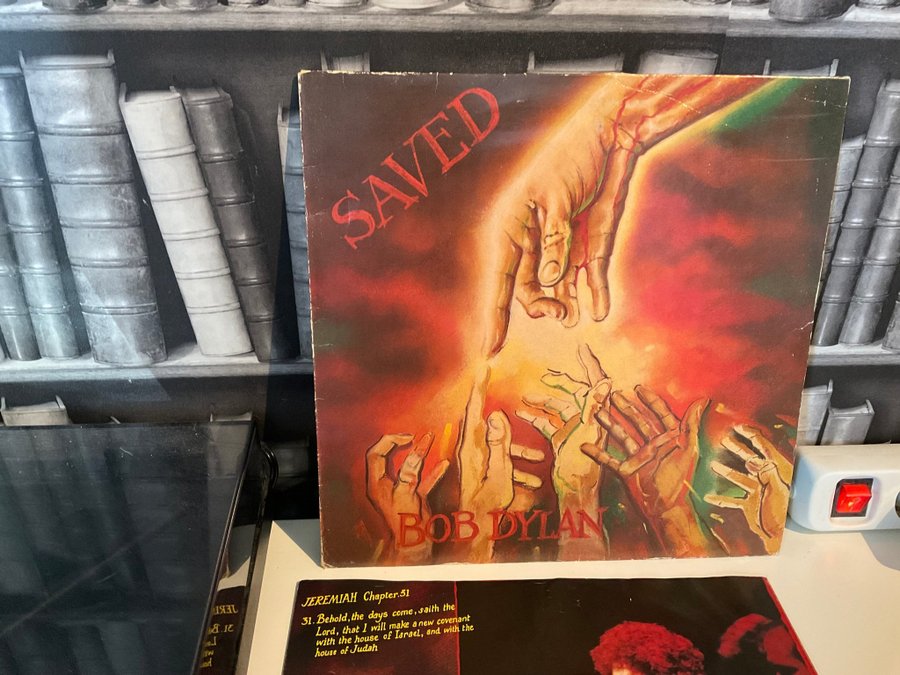 SAVED
BOB DYLAN
JEREMIAH Chapter.51
31. Behold, the days come, saith the
Lord, that I will make a new covenant
with the house of Israel, and with the
house of Judah